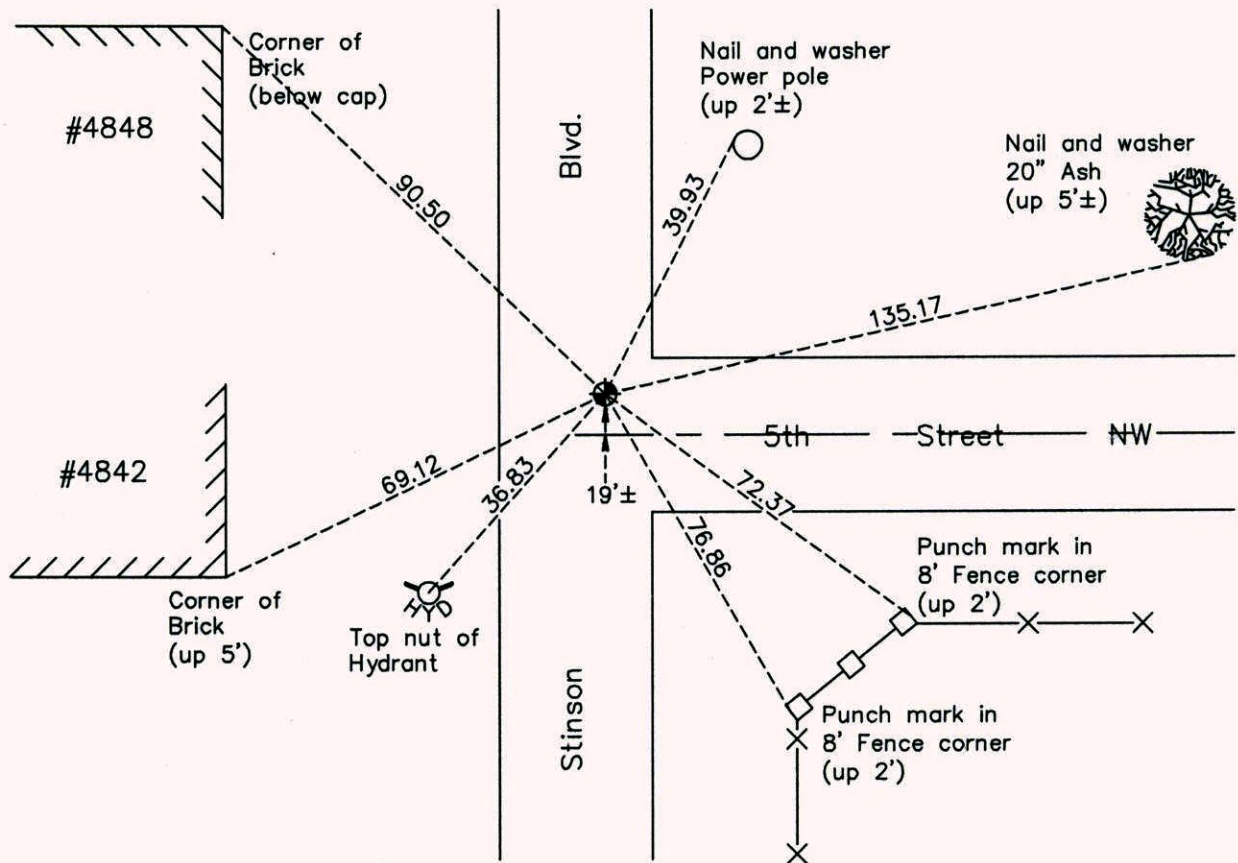 Corner of
Brick
(below cap)
#4848
90.50
Blvd.
Nail and washer
Power pole
(up 2'±)
39.93
Nail and washer
20" Ash
(up 5'±)
135.17
5th Street NW
#4842
69.12
36.83
19'±
72.37
76.86
Corner of
Brick
(up 5')
HYD
Top nut of
Hydrant
Stinson
Punch mark in
8' Fence corner
(up 2')
Punch mark in
8' Fence corner
(up 2')